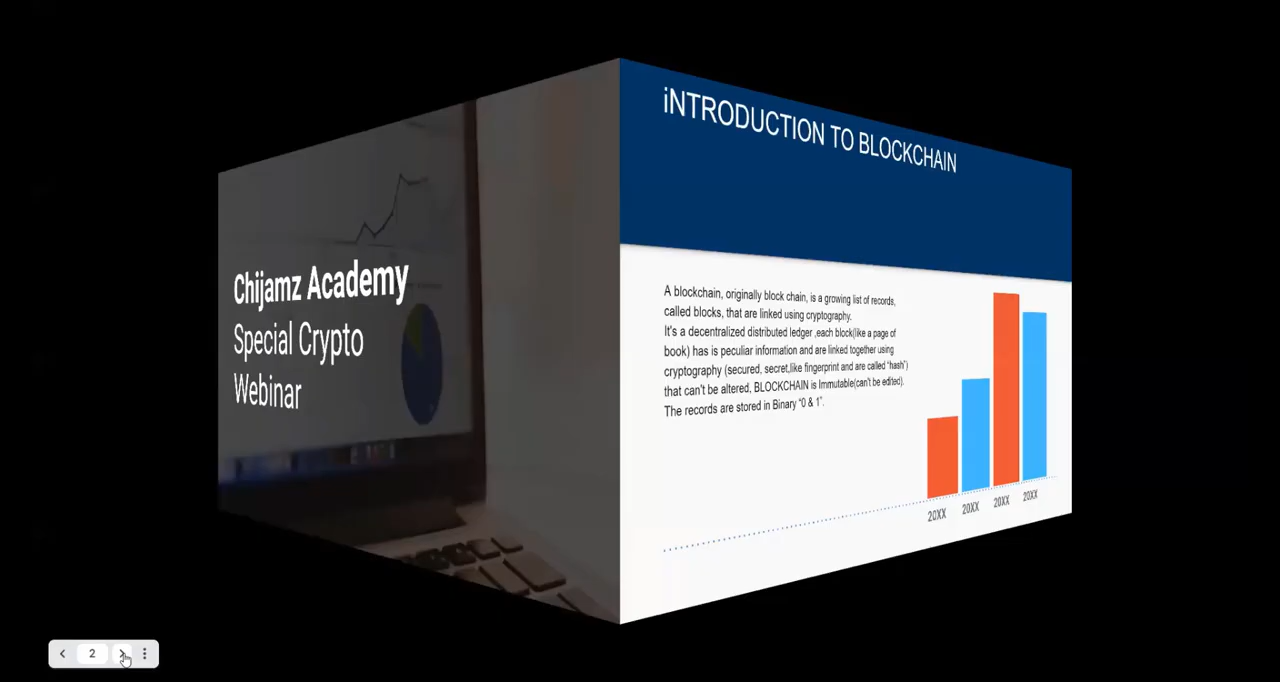 Chijamz Academy
Special Crypto
Webinar
iNTRODUCTION TO BLOCKCHAIN
A blockchain, originally block chain, is a growing list of records,
called blocks, that are linked using cryptography.
It's a decentralized distributed ledger ,each block(like a page of
book) has is peculiar information and are linked together using
cryptography (secured, secret,like fingerprint and are called “hash”)
that can't be altered, BLOCKCHAIN is Immutable(can't be edited).
The records are stored in Binary “0 & 1”.
20XX 20XX 20XX 20XX
2